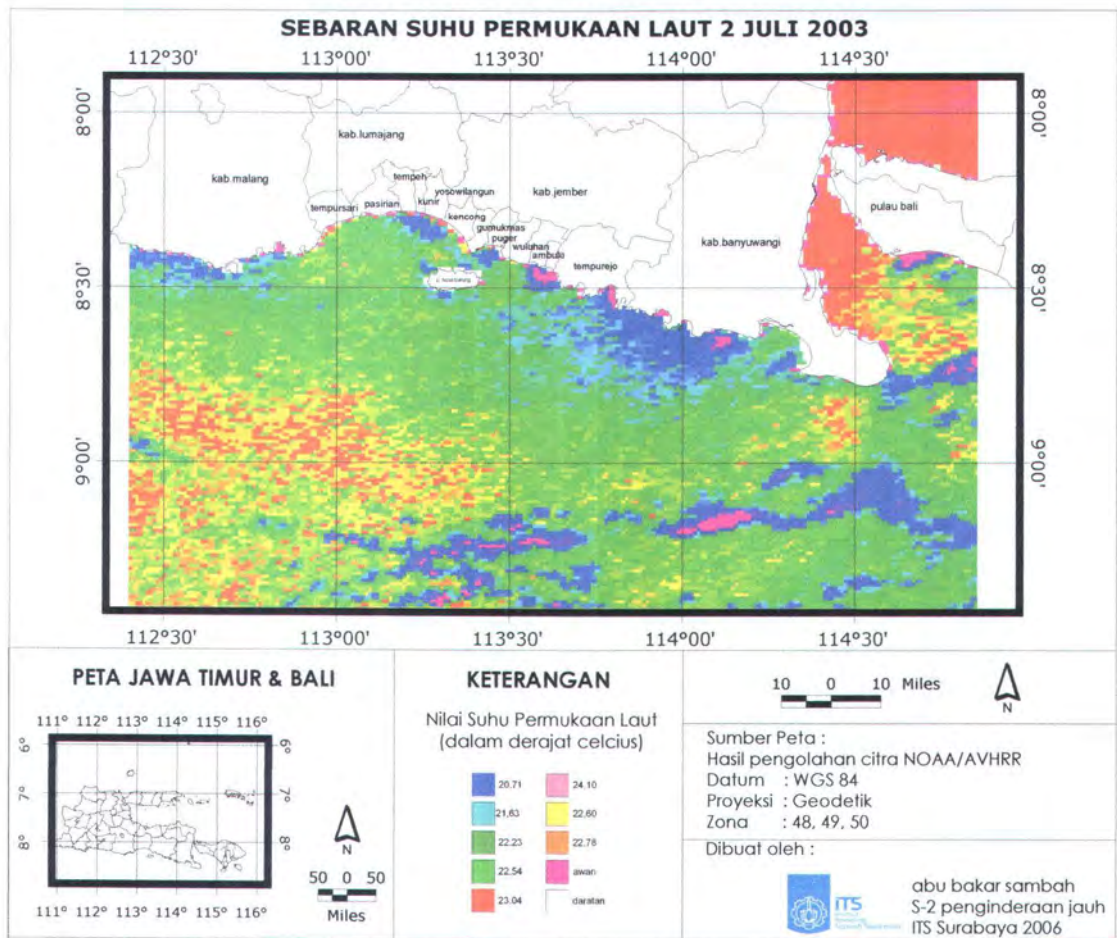 SEBARAN SUHU PERMUKAAN LAUT 2 JULI 2003
112°30' 113°00' 113°30' 114°00' 114°30'
8°00' 8°00'
kab.lumajang
kab.malang
tempeh
kab.jember
yosowilangun
pasirian kunir
tempursari
kencong
pulau bali
gumukmas
puger
kab.banyuwangi
wuluhan
ambulu
tempurejo
8°30' 8°30'
9°00' 9°00'
112°30' 113°00' 113°30' 114°00' 114°30'
PETA JAWA TIMUR & BALI
111° 112° 113° 114° 115° 116°
6° 6°
7° 7°
8° 8°
111° 112° 113° 114° 115° 116°
N
50 0 50
Miles
KETERANGAN
Nilai Suhu Permukaan Laut
(dalam derajat celcius)
20,71 24,10
21,63 22,60
22,23 22,78
22,54 awan
23,04 daratan
10 0 10 Miles
N
Sumber Peta :
Hasil pengolahan citra NOAA/AVHRR
Datum : WGS 84
Proyeksi : Geodetik
Zona : 48, 49, 50
Dibuat oleh :
ITS
abu bakar sambah
S-2 penginderaan jauh
ITS Surabaya 2006